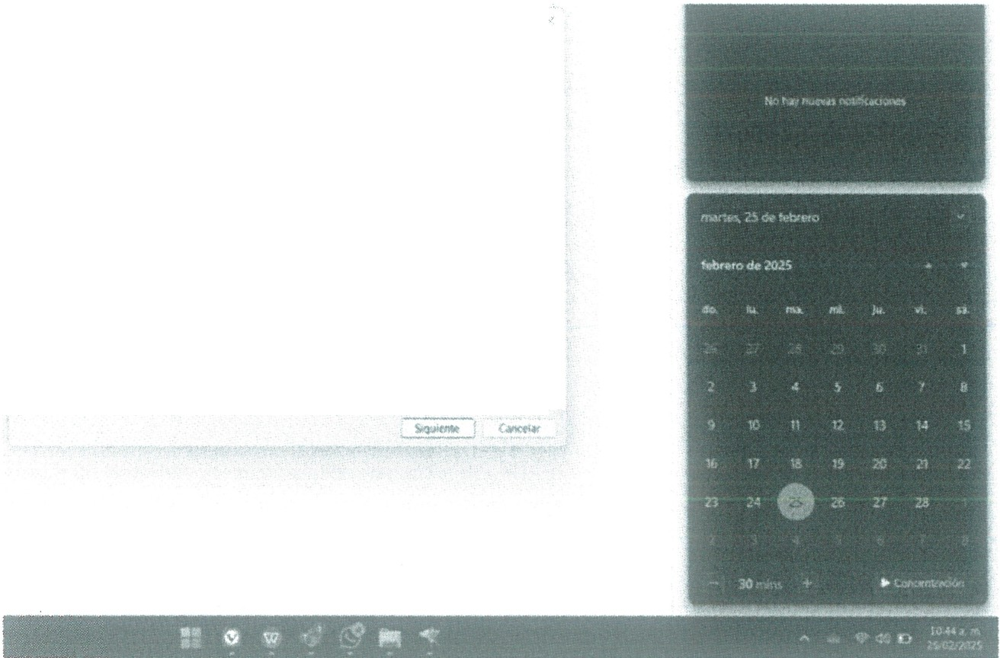 No hay nuevas notificaciones
martes, 25 de febrero
febrero de 2025
do. lu. ma. mi. ju. vi. sá.
26 27 28 29 30 31 1
2 3 4 5 6 7 8
9 10 11 12 13 14 15
16 17 18 19 20 21 22
23 24 25 26 27 28 1
2 3 4 5 6 7 8
30 mins
Concentración
Siguiente Cancelar
10:44 a. m.
25/02/2025